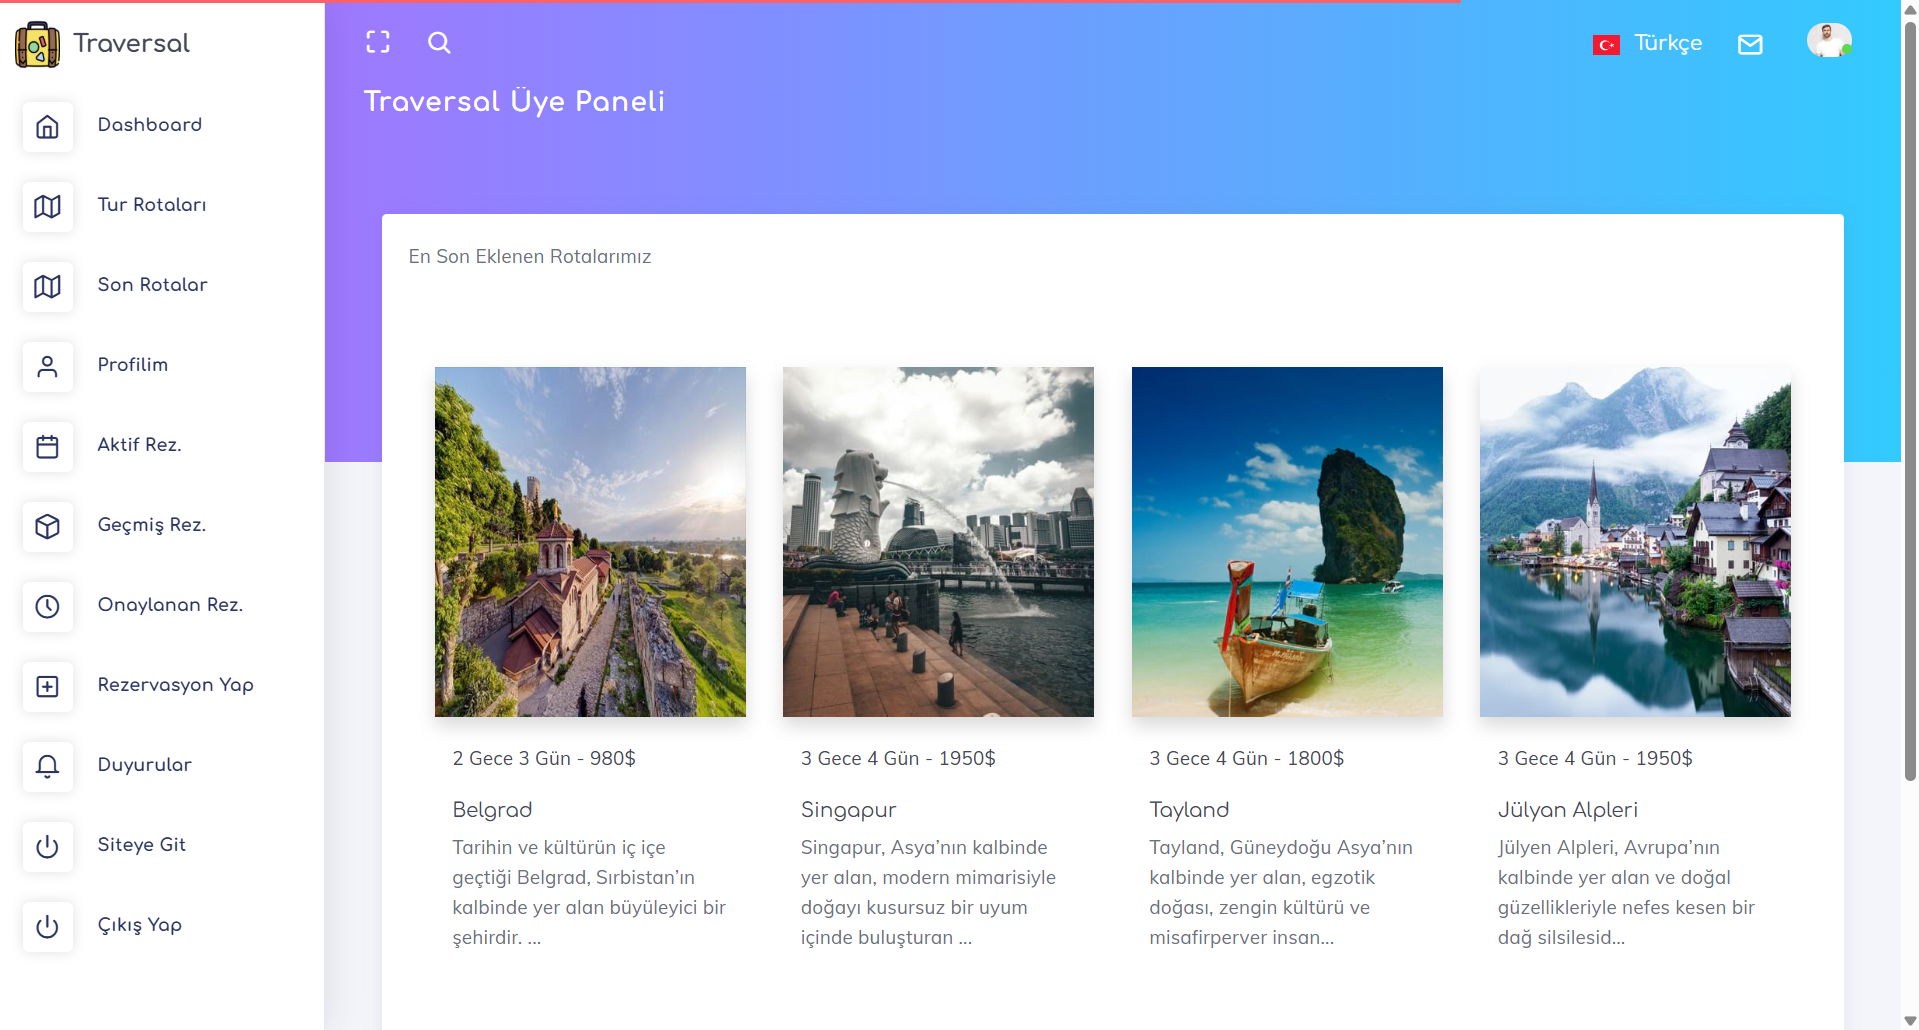 Traversal
Türkçe
Traversal Üye Paneli
Dashboard
Tur Rotaları
Son Rotalar
Profilim
Aktif Rez.
Geçmiş Rez.
Onaylanan Rez.
Rezervasyon Yap
Duyurular
Siteye Git
Çıkış Yap
En Son Eklenen Rotalarımız
2 Gece 3 Gün - 980$
Belgrad
Tarihin ve kültürün iç içe
geçtiği Belgrad, Sırbistan’ın
kalbinde yer alan büyüleyici bir
şehirdir. ...
3 Gece 4 Gün - 1950$
Singapur
Singapur, Asya’nın kalbinde
yer alan, modern mimarisiyle
doğayı kusursuz bir uyum
içinde buluşturan ...
3 Gece 4 Gün - 1800$
Tayland
Tayland, Güneydoğu Asya’nın
kalbinde yer alan, egzotik
doğası, zengin kültürü ve
misafirperver insan...
3 Gece 4 Gün - 1950$
Jülyan Alpleri
Jülyen Alpleri, Avrupa’nın
kalbinde yer alan ve doğal
güzellikleriyle nefes kesen bir
dağ silsilesid...